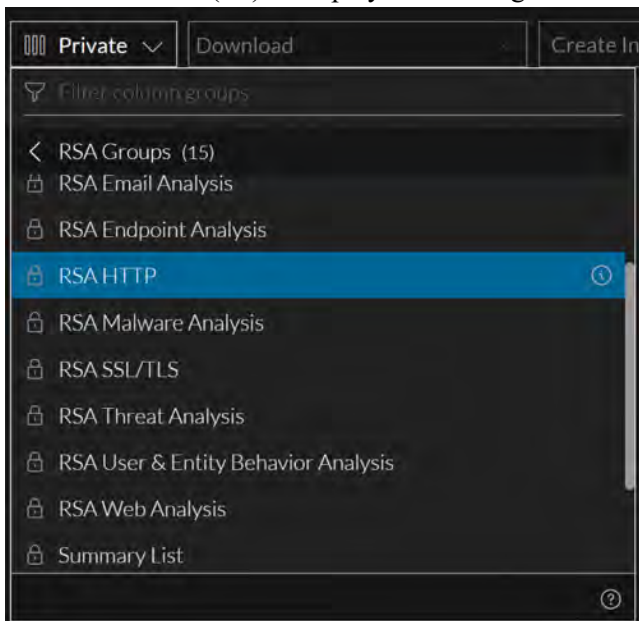 Private Download Create In
Filter column groups
RSA Groups (15)
RSA Email Analysis
RSA Endpoint Analysis
RSA HTTP
RSA Malware Analysis
RSA SSL/TLS
RSA Threat Analysis
RSA User & Entity Behavior Analysis
RSA Web Analysis
Summary List